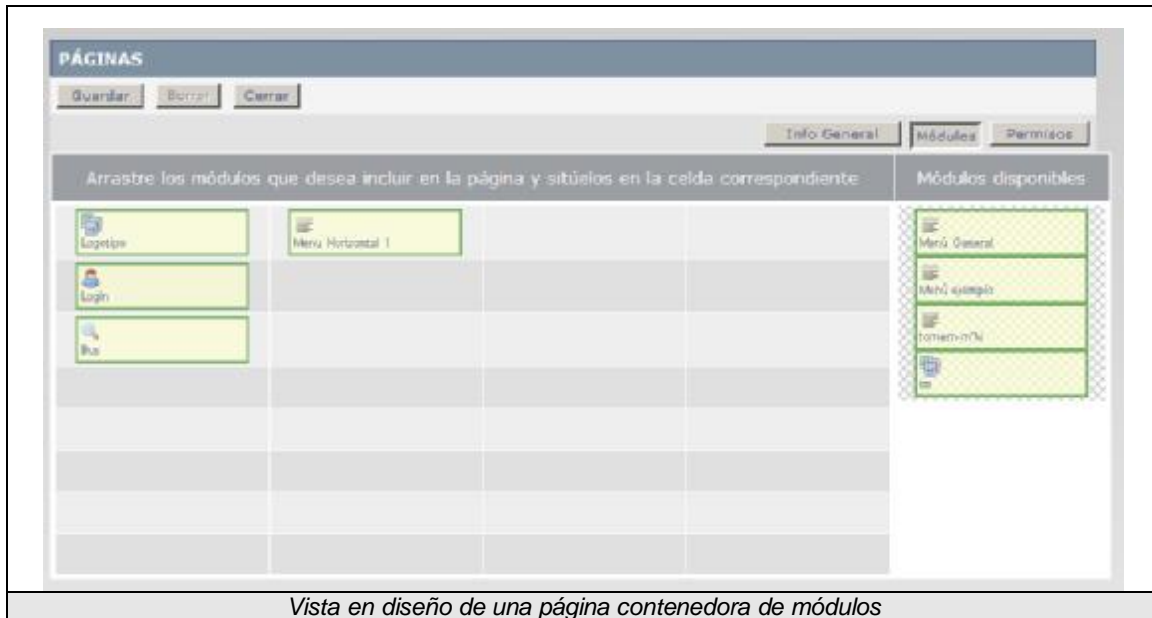 PÁGINAS
Guardar Borrar Cerrar
Info General Módulos Permisos
Arrastre los módulos que desea incluir en la página y sitúelos en la celda correspondiente
Módulos disponibles
Logotipo
Menu Horizontal 1
Login
Bus
Menú General
Menú ejemplo
Vista en diseño de una página contenedora de módulos